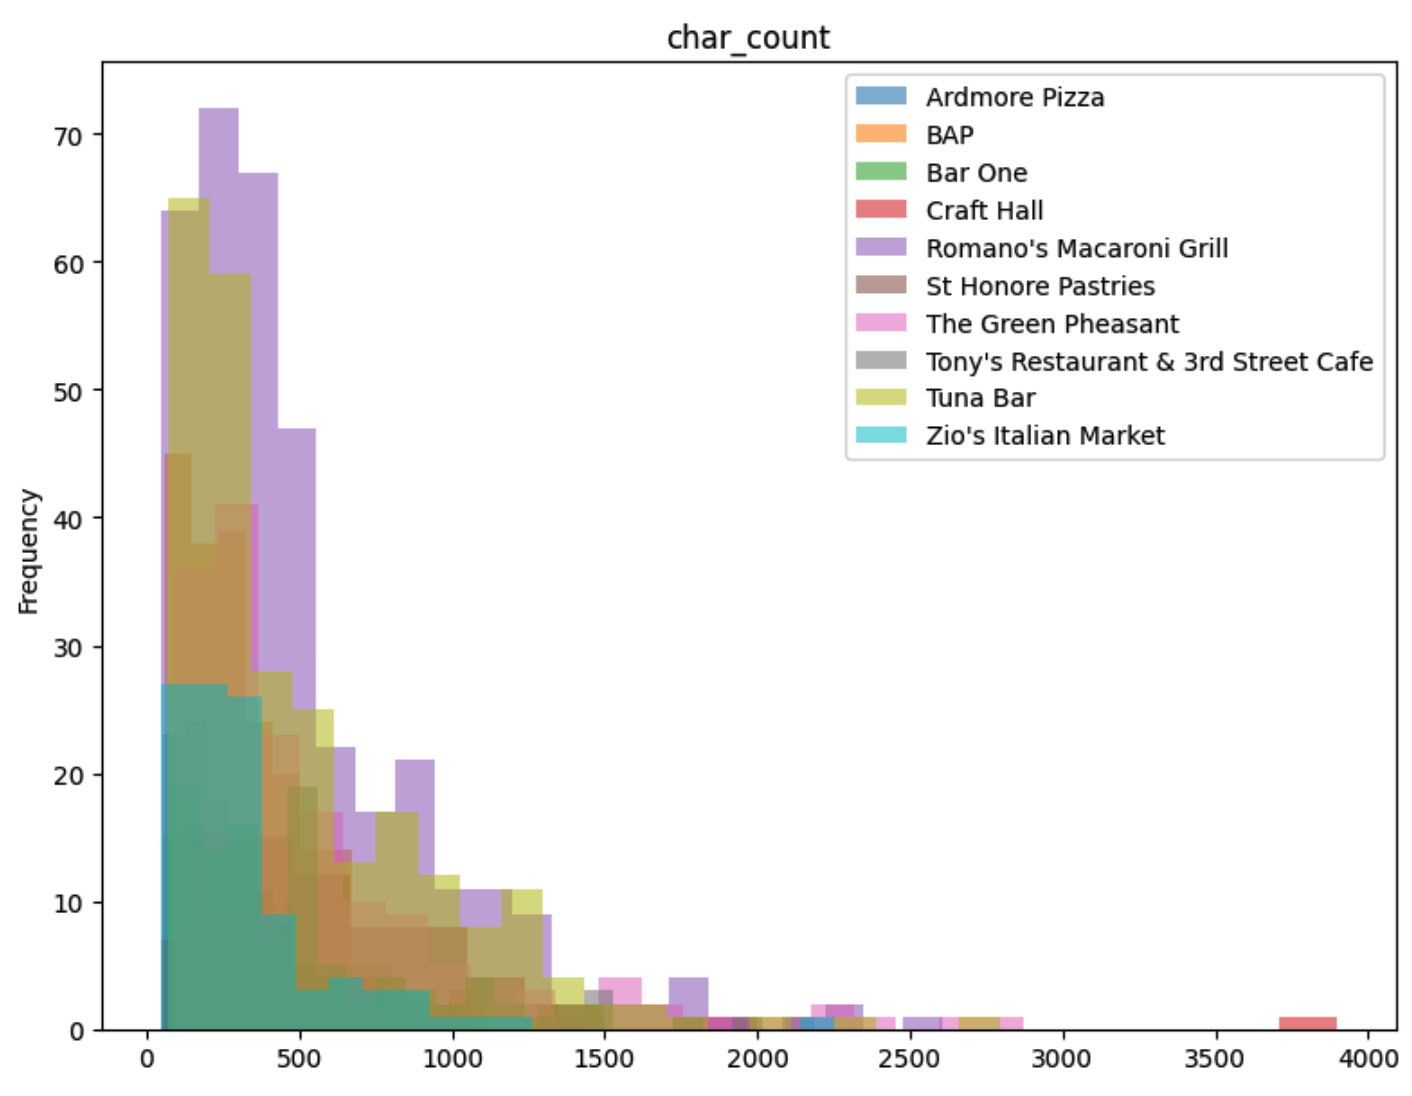 char_count
Ardmore Pizza
BAP
Bar One
Craft Hall
Romano's Macaroni Grill
St Honore Pastries
The Green Pheasant
Tony's Restaurant & 3rd Street Cafe
Tuna Bar
Zio's Italian Market
Frequency
70
60
50
40
30
20
10
0
0 500 1000 1500 2000 2500 3000 3500 4000